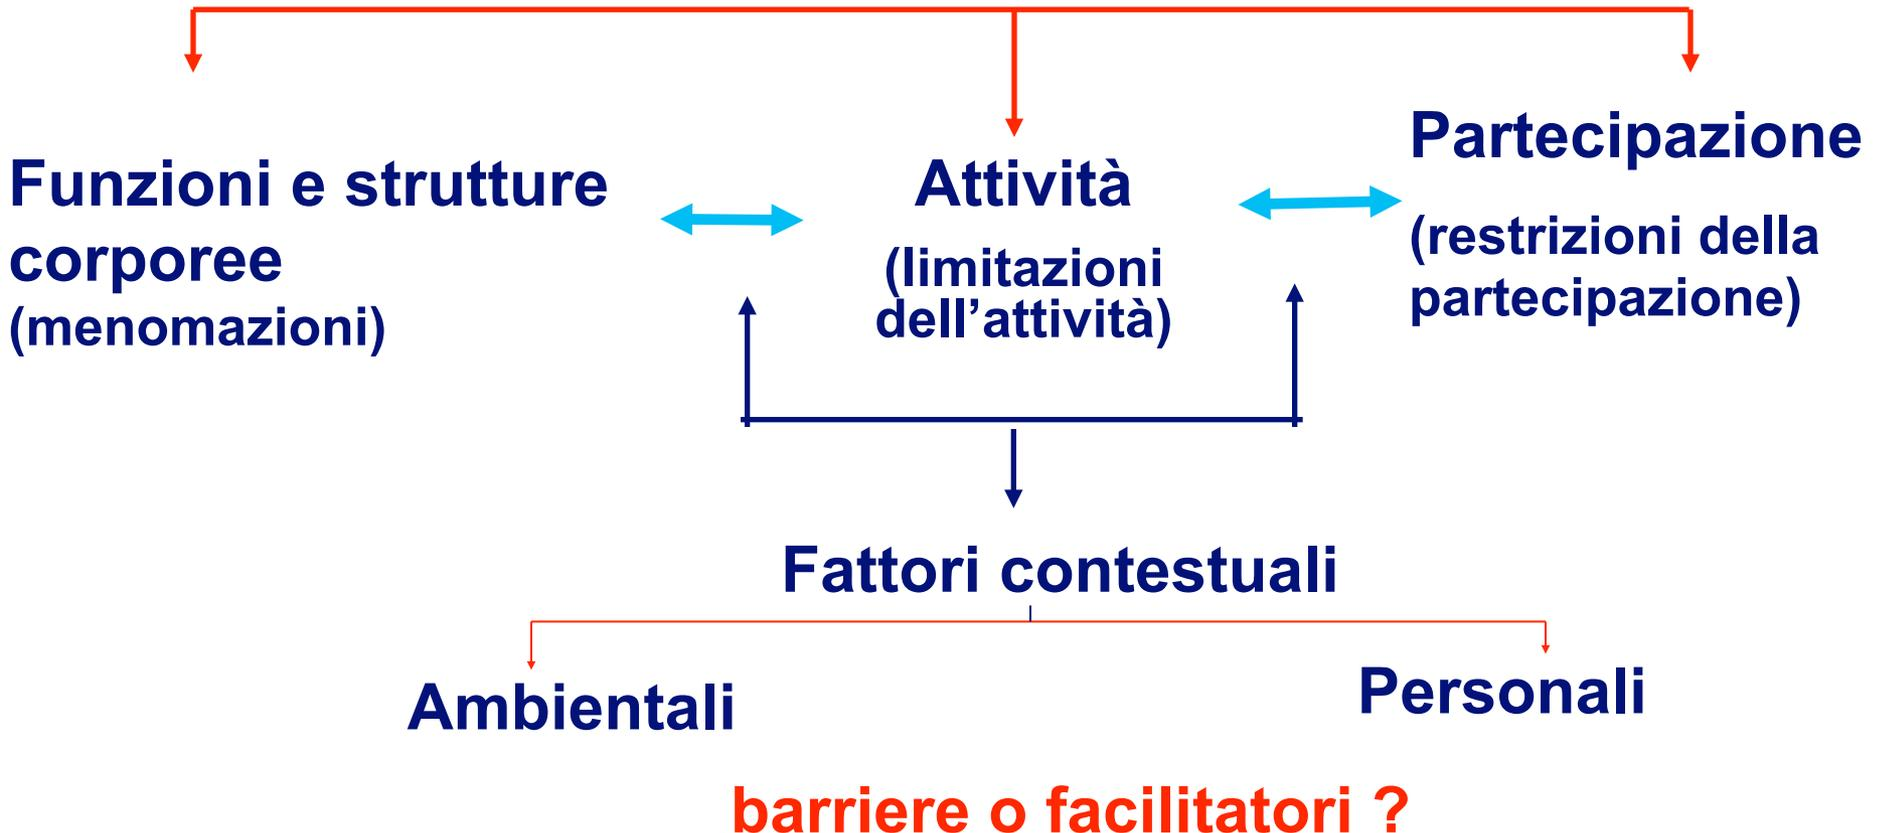 Funzioni e strutture
corporee
(menomazioni)
Attività
(limitazioni
dell’attività)
Partecipazione
(restrizioni della
partecipazione)
Fattori contestuali
Ambientali
Personali
barriere o facilitatori ?